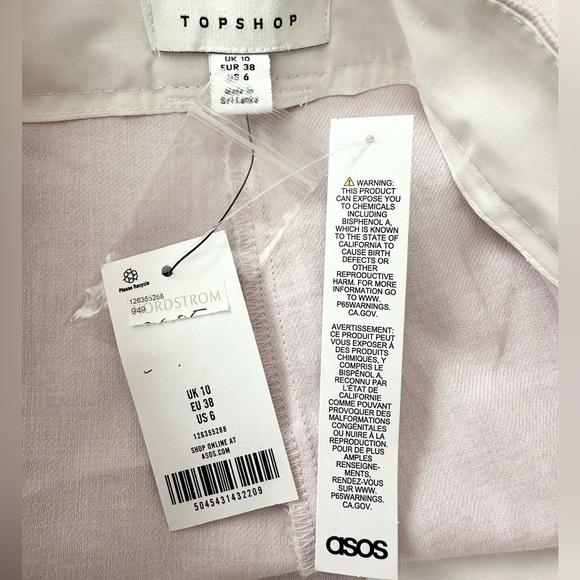 TOPSHOP
UK 10
EUR 38
US 6
Made in
Sri Lanka
Please Recycle
126355288
949
NORDSTROM
UK 10
EU 38
US 6
126355288
SHOP ONLINE AT
ASOS.COM
5045431432209
WARNING:
THIS PRODUCT
CAN EXPOSE YOU
TO CHEMICALS
INCLUDING
BISPHENOL A,
WHICH IS KNOWN
TO THE STATE OF
CALIFORNIA TO
CAUSE BIRTH
DEFECTS OR
OTHER
REPRODUCTIVE
HARM. FOR MORE
INFORMATION GO
TO WWW.
P65WARNINGS.
CA.GOV.
AVERTISSEMENT:
CE PRODUIT PEUT
VOUS EXPOSER À
DES PRODUITS
CHIMIQUES, Y
COMPRIS LE
BISPÉNOL A,
RECONNU PAR
L'ÉTAT DE
CALIFORNIE
COMME POUVANT
PROVOQUER DES
MALFORMATIONS
CONGÉNITALES
OU NUIRE À LA
REPRODUCTION.
POUR DE PLUS
AMPLES
RENSEIGNE-
MENTS,
RENDEZ-VOUS
SUR WWW.
P65WARNINGS.
CA.GOV.
asos